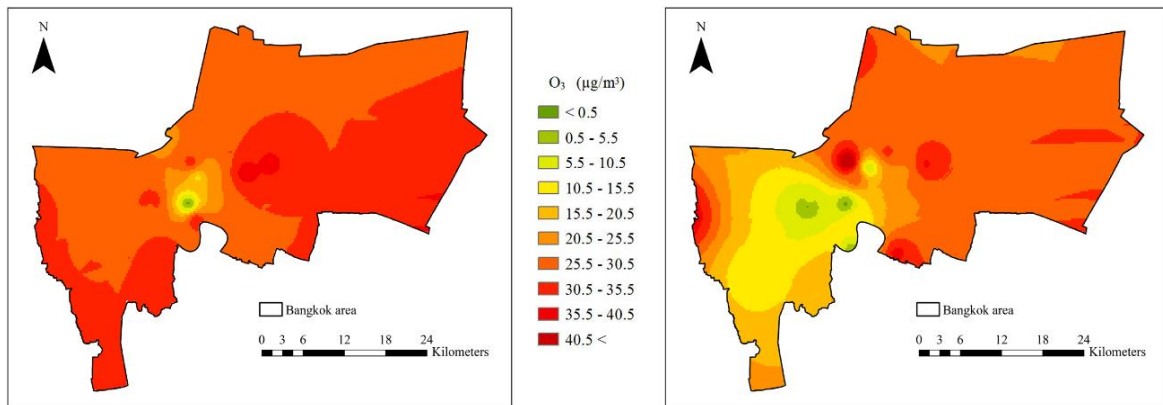 N
Bangkok area
0 3 6 12 18 24
Kilometers
O₃ (µg/m³)
< 0.5
0.5 - 5.5
5.5 - 10.5
10.5 - 15.5
15.5 - 20.5
20.5 - 25.5
25.5 - 30.5
30.5 - 35.5
35.5 - 40.5
40.5 <
N
Bangkok area
0 3 6 12 18 24
Kilometers